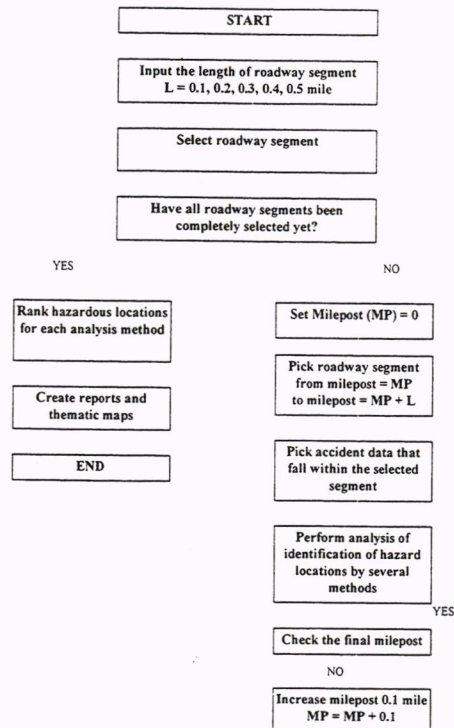 START
Input the length of roadway segment
L = 0.1, 0.2, 0.3, 0.4, 0.5 mile
Select roadway segment
Have all roadway segments been
completely selected yet?
YES
NO
Rank hazardous locations
for each analysis method
Create reports and
thematic maps
END
Set Milepost (MP) = 0
Pick roadway segment
from milepost = MP
to milepost = MP + L
Pick accident data that
fall within the selected
segment
Perform analysis of
identification of hazard
locations by several
methods
YES
Check the final milepost
NO
Increase milepost 0.1 mile
MP = MP + 0.1